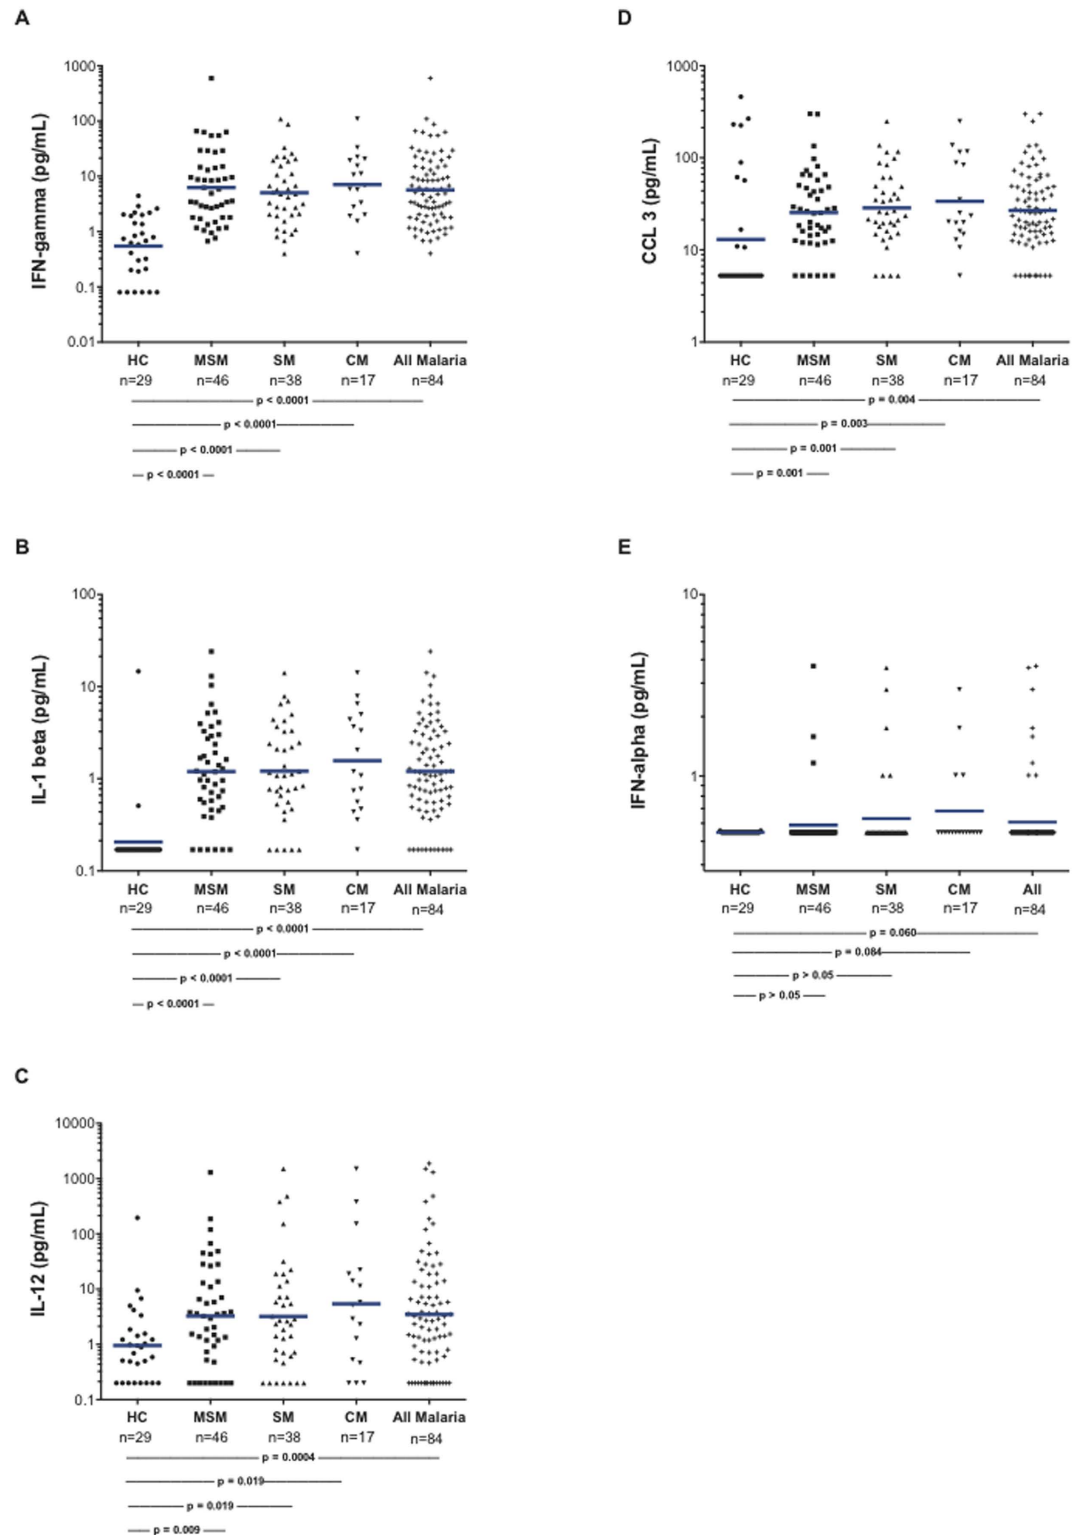 A
IFN-gamma (pg/mL)
1000
100
10
1
0.1
0.01
HC MSM SM CM All Malaria
n=29 n=46 n=38 n=17 n=84
p < 0.0001
p < 0.0001
p < 0.0001
p < 0.0001
D
CCL 3 (pg/mL)
1000
100
10
1
HC MSM SM CM All Malaria
n=29 n=46 n=38 n=17 n=84
p = 0.004
p = 0.003
p = 0.001
p = 0.001
B
IL-1 beta (pg/mL)
100
10
1
0.1
HC MSM SM CM All Malaria
n=29 n=46 n=38 n=17 n=84
p < 0.0001
p < 0.0001
p < 0.0001
p < 0.0001
E
IFN-alpha (pg/mL)
10
1
HC MSM SM CM All
n=29 n=46 n=38 n=17 n=84
p = 0.060
p = 0.084
p > 0.05
p > 0.05
C
IL-12 (pg/mL)
10000
1000
100
10
1
0.1
HC MSM SM CM All Malaria
n=29 n=46 n=38 n=17 n=84
p = 0.0004
p = 0.019
p = 0.019
p = 0.009